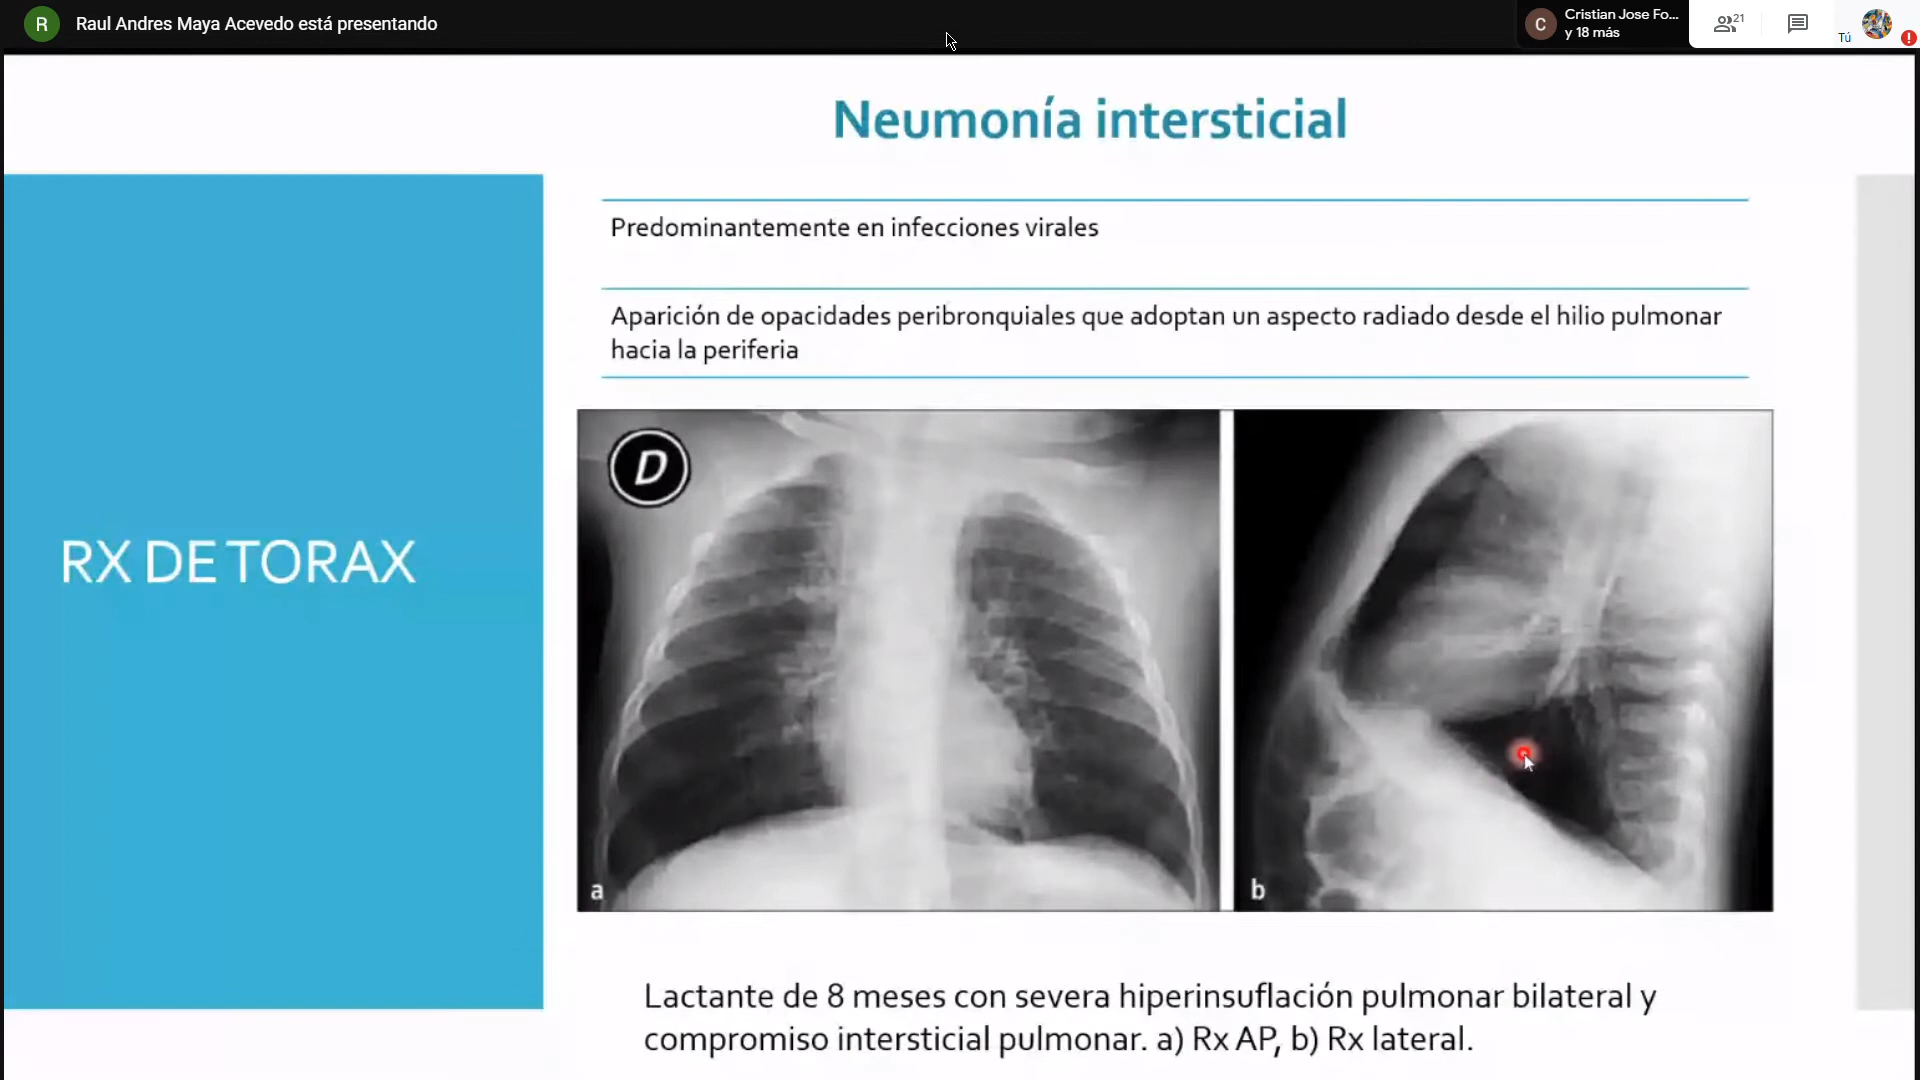 R Raul Andres Maya Acevedo está presentando
C Cristian Jose Fo...
y 18 más
21
Tú
Neumonía intersticial
Predominantemente en infecciones virales
Aparición de opacidades peribronquiales que adoptan un aspecto radiado desde el hilio pulmonar
hacia la periferia
RX DE TORAX
D
a
b
Lactante de 8 meses con severa hiperinsuflación pulmonar bilateral y
compromiso intersticial pulmonar. a) Rx AP, b) Rx lateral.